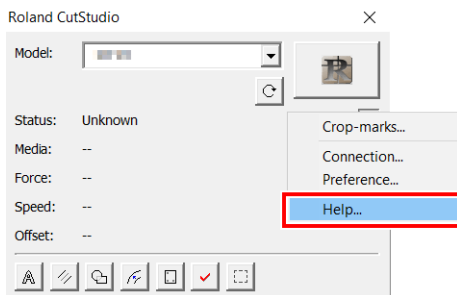 Roland CutStudio
Model:
Status: Unknown
Crop-marks...
Media: --
Connection...
Force: --
Preference...
Speed: --
Help...
Offset: --